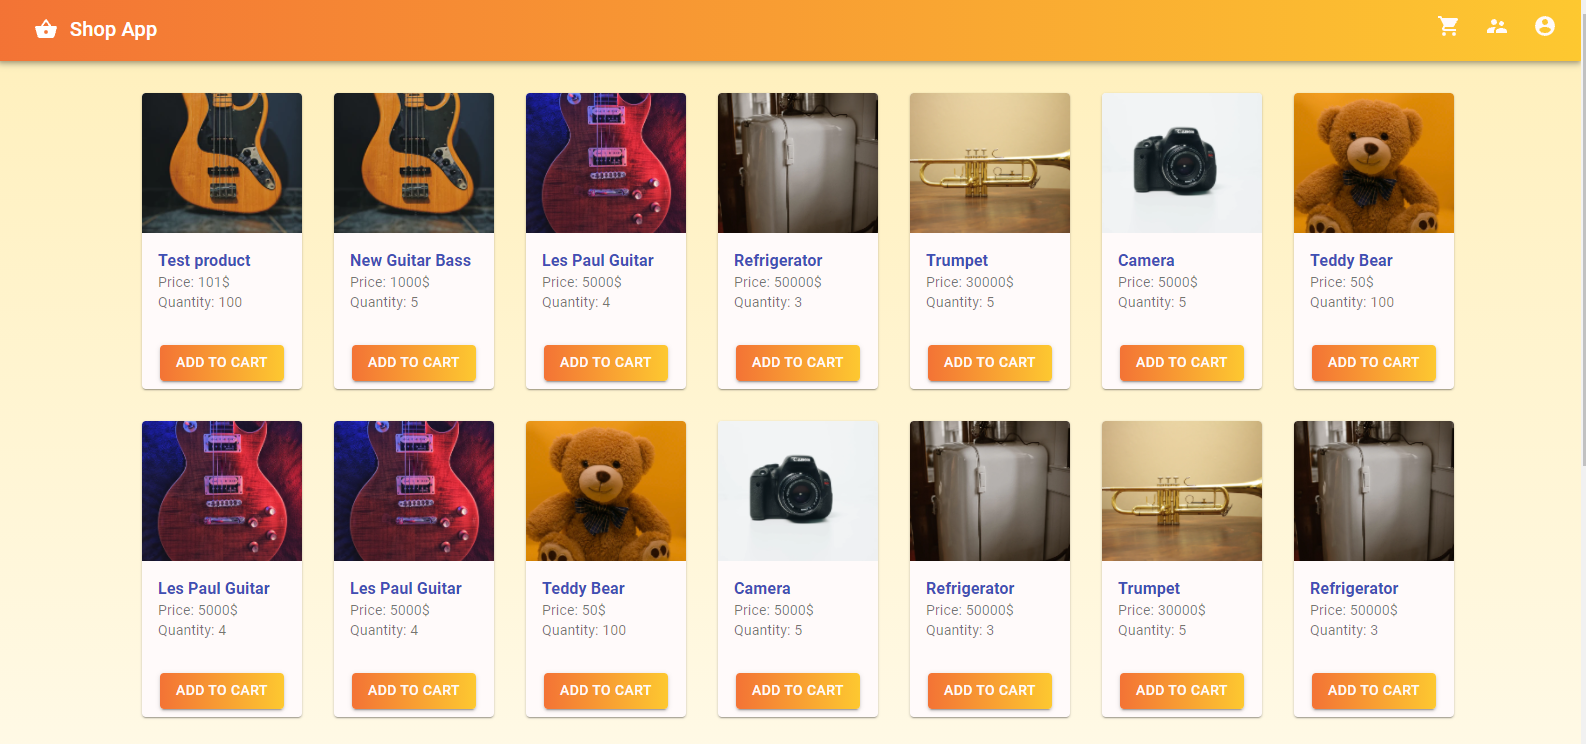 Shop App
Test product
Price: 101$
Quantity: 100
ADD TO CART
New Guitar Bass
Price: 1000$
Quantity: 5
ADD TO CART
Les Paul Guitar
Price: 5000$
Quantity: 4
ADD TO CART
Refrigerator
Price: 50000$
Quantity: 3
ADD TO CART
Trumpet
Price: 30000$
Quantity: 5
ADD TO CART
Canon
Camera
Price: 5000$
Quantity: 5
ADD TO CART
Teddy Bear
Price: 50$
Quantity: 100
ADD TO CART
Les Paul Guitar
Price: 5000$
Quantity: 4
ADD TO CART
Les Paul Guitar
Price: 5000$
Quantity: 4
ADD TO CART
Teddy Bear
Price: 50$
Quantity: 100
ADD TO CART
Canon
Camera
Price: 5000$
Quantity: 5
ADD TO CART
Refrigerator
Price: 50000$
Quantity: 3
ADD TO CART
Trumpet
Price: 30000$
Quantity: 5
ADD TO CART
Refrigerator
Price: 50000$
Quantity: 3
ADD TO CART